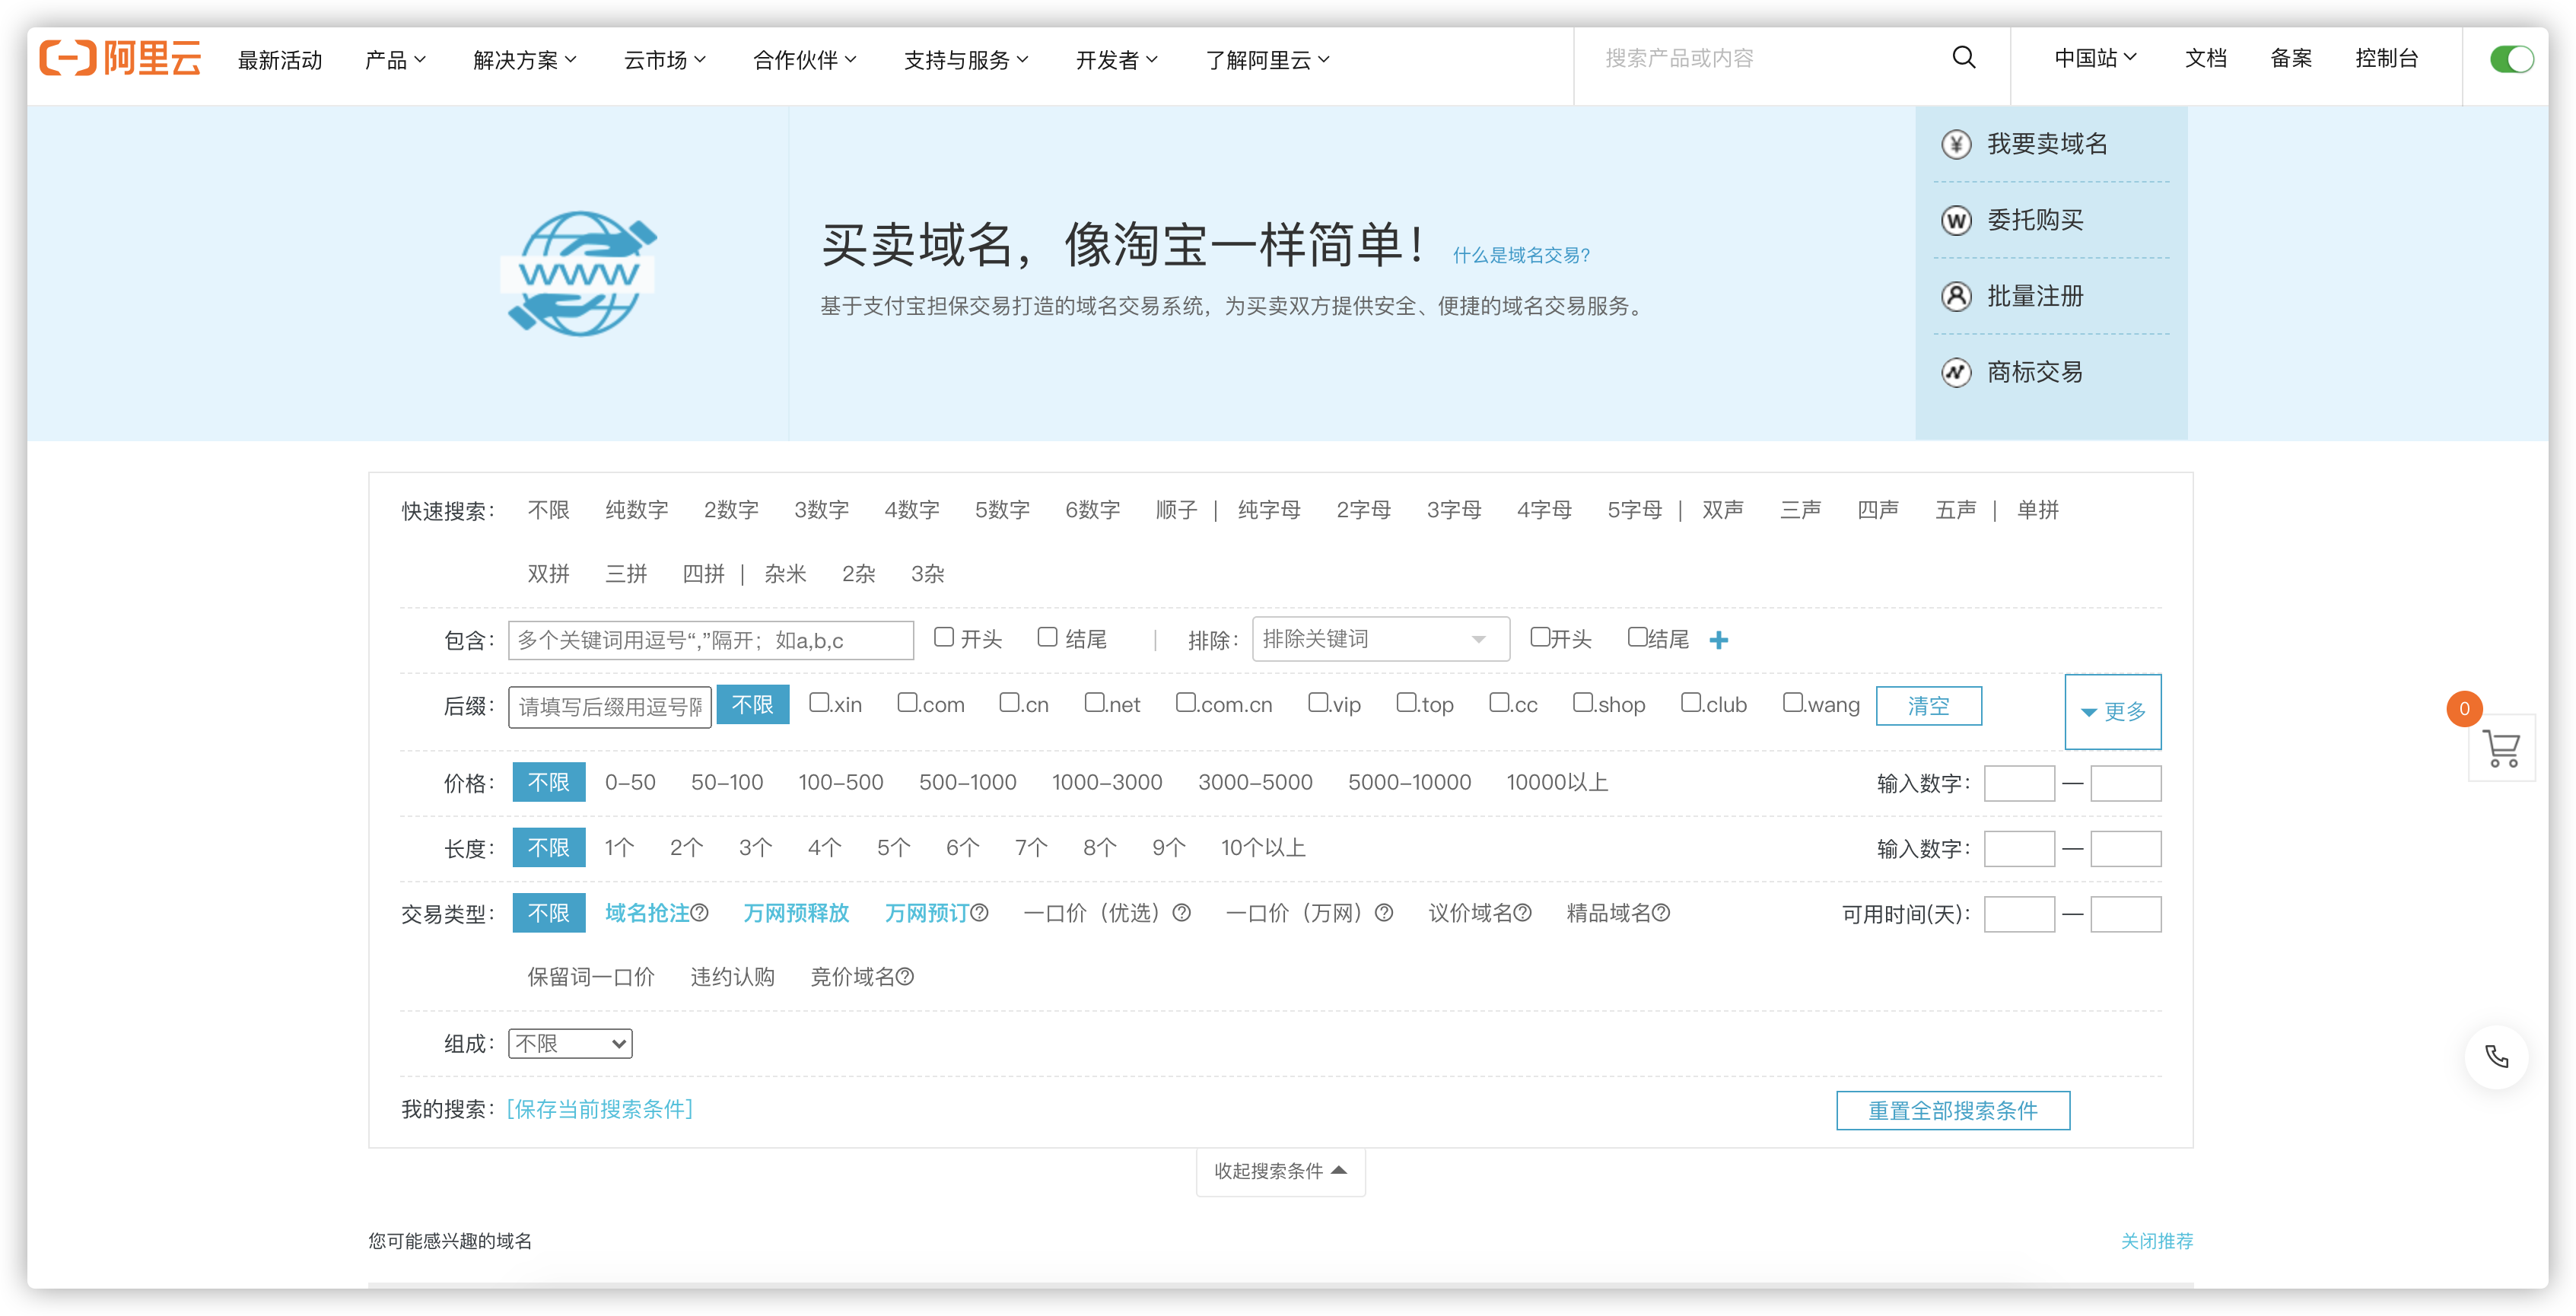 阿里云 最新活动 产品 解决方案 云市场 合作伙伴 支持与服务 开发者 了解阿里云 搜索产品或内容 中国站 文档 备案 控制台
我要卖域名
委托购买
批量注册
商标交易
WWW
买卖域名，像淘宝一样简单！ 什么是域名交易?
基于支付宝担保交易打造的域名交易系统，为买卖双方提供安全、便捷的域名交易服务。
快速搜索： 不限 纯数字 2数字 3数字 4数字 5数字 6数字 顺子 | 纯字母 2字母 3字母 4字母 5字母 | 双声 三声 四声 五声 | 单拼
双拼 三拼 四拼 | 杂米 2杂 3杂
包含： 多个关键词用逗号“,”隔开；如a,b,c 开头 结尾 | 排除： 排除关键词 开头 结尾
后缀： 请填写后缀用逗号 不限 .xin .com .cn .net .com.cn .vip .top .cc .shop .club .wang 清空 更多
0
价格： 不限 0-50 50-100 100-500 500-1000 1000-3000 3000-5000 5000-10000 10000以上 输入数字： —
长度： 不限 1个 2个 3个 4个 5个 6个 7个 8个 9个 10个以上 输入数字： —
交易类型： 不限 域名抢注? 万网预释放 万网预订? 一口价（优选）? 一口价（万网）? 议价域名? 精品域名? 可用时间(天)： —
保留词一口价 违约认购 竞价域名?
组成： 不限
我的搜索： [保存当前搜索条件] 重置全部搜索条件
收起搜索条件
您可能感兴趣的域名 关闭推荐